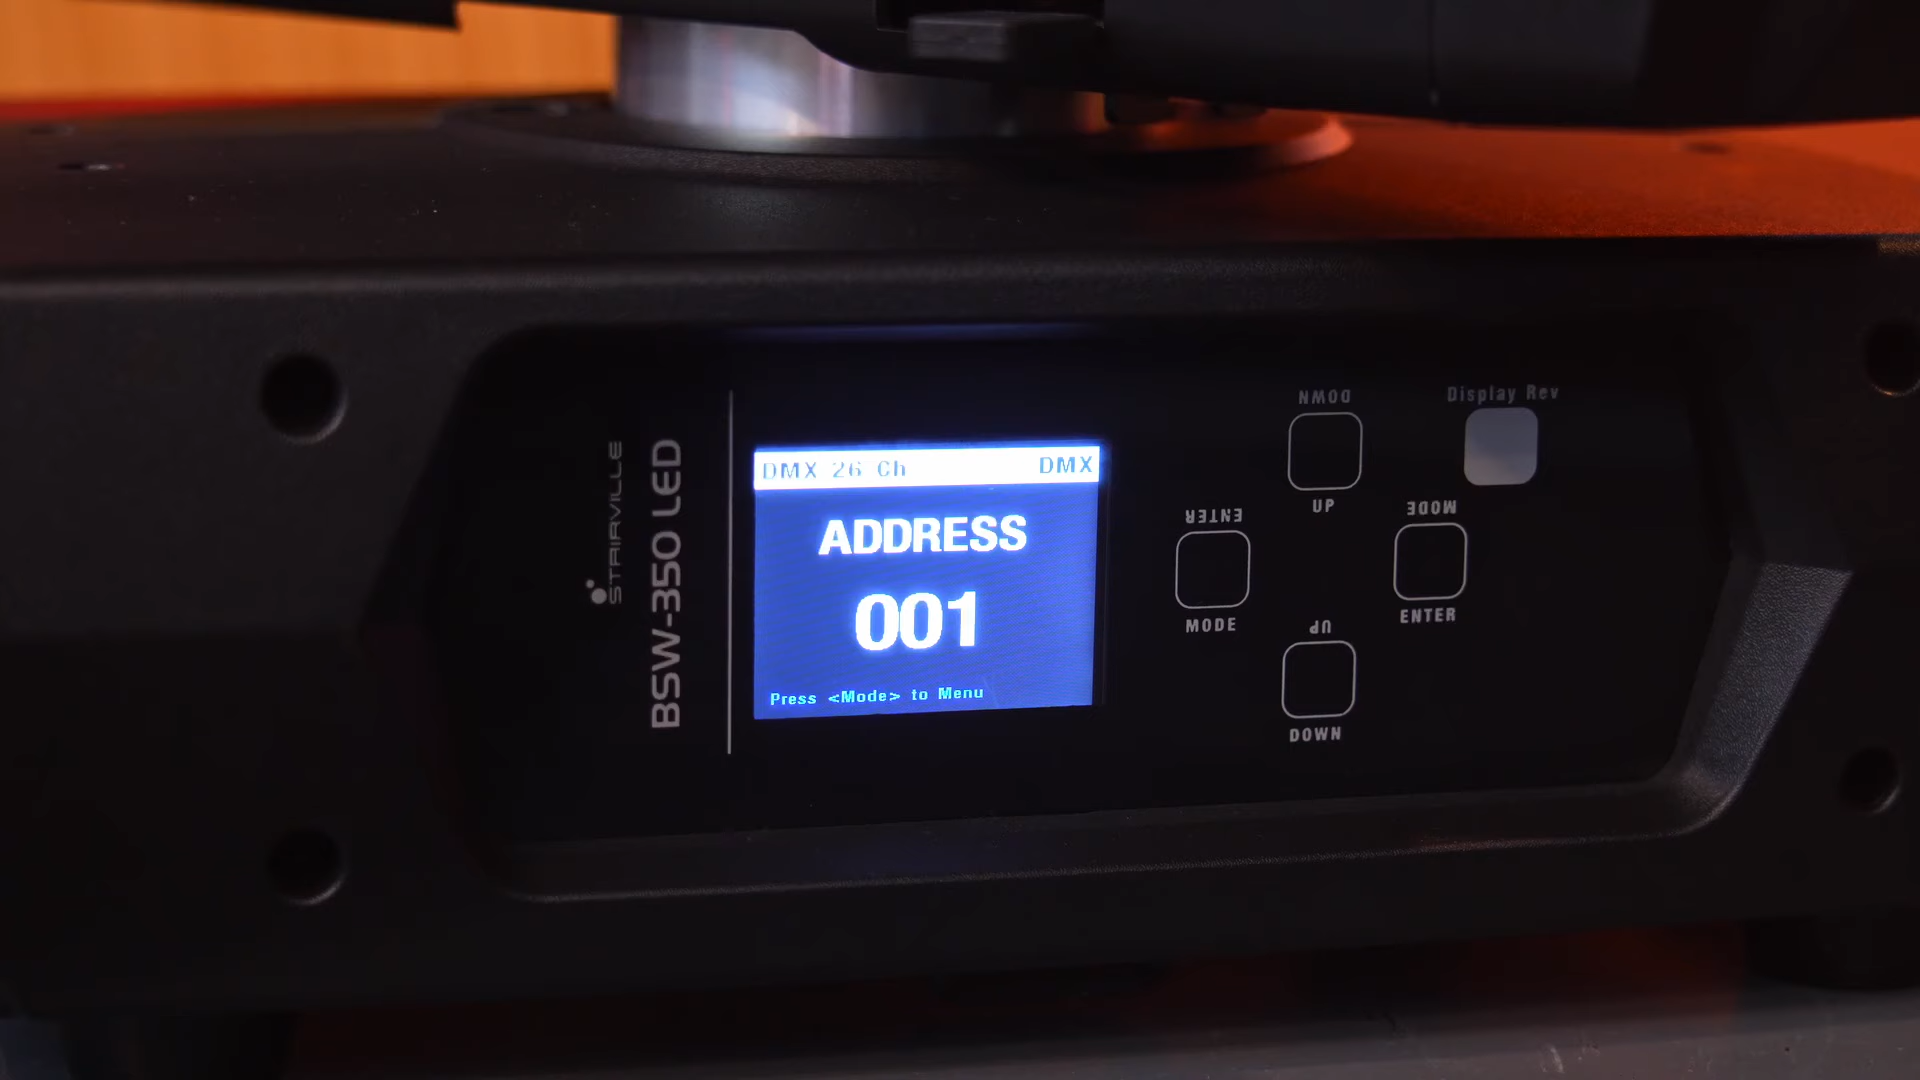 STAIRVILLE
BSW-350 LED
DMX 26 Ch DMX
ADDRESS
001
Press <Mode> to Menu
DOWN
UP
Display Rev
ENTER
MODE
MODE
ENTER
UP
DOWN